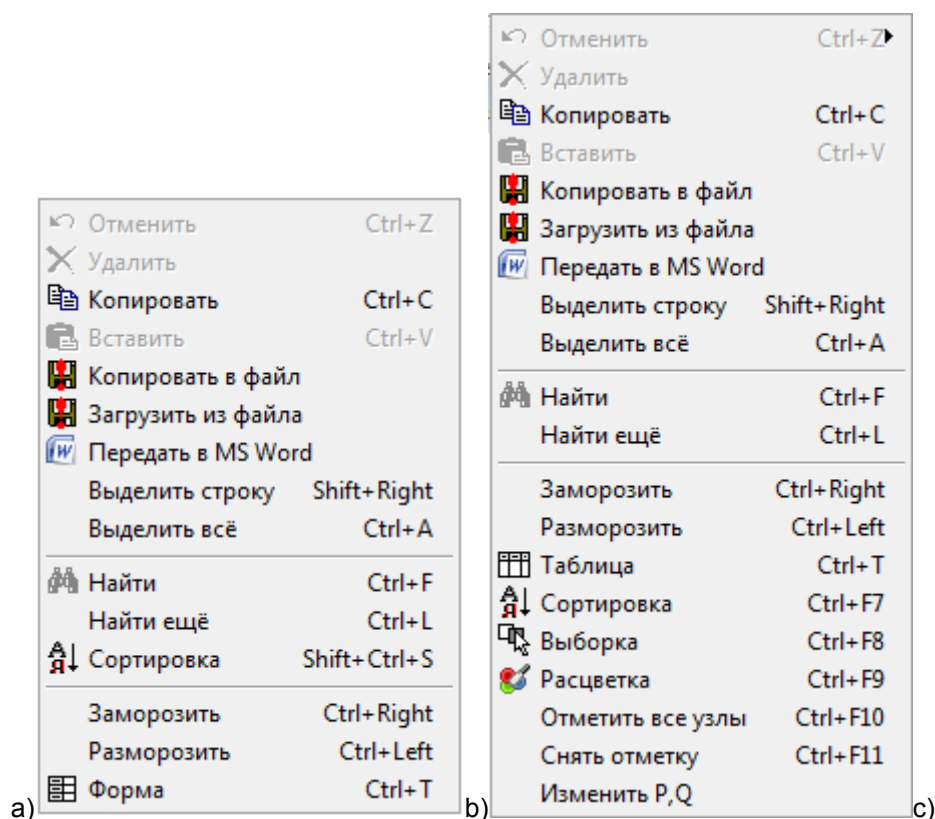 Отменить Ctrl+Z
Удалить
Копировать Ctrl+C
Вставить Ctrl+V
Копировать в файл
Загрузить из файла
Передать в MS Word
Выделить строку Shift+Right
Выделить всё Ctrl+A
Найти Ctrl+F
Найти ещё Ctrl+L
Сортировка Shift+Ctrl+S
Заморозить Ctrl+Right
Разморозить Ctrl+Left
Форма Ctrl+T
a)
Отменить Ctrl+Z
Удалить
Копировать Ctrl+C
Вставить Ctrl+V
Копировать в файл
Загрузить из файла
Передать в MS Word
Выделить строку Shift+Right
Выделить всё Ctrl+A
Найти Ctrl+F
Найти ещё Ctrl+L
Заморозить Ctrl+Right
Разморозить Ctrl+Left
Таблица Ctrl+T
Сортировка Ctrl+F7
Выборка Ctrl+F8
Расцветка Ctrl+F9
Отметить все узлы Ctrl+F10
Снять отметку Ctrl+F11
Изменить P,Q
b)
c)